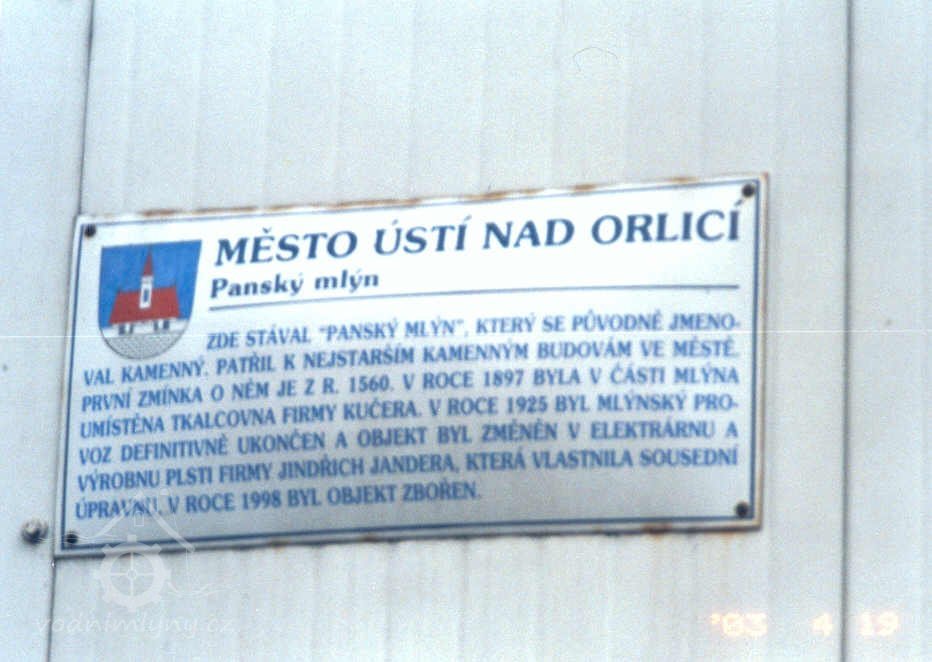 MĚSTO ÚSTÍ NAD ORLICÍ
Panský mlýn
ZDE STÁVAL "PANSKÝ MLÝN", KTERÝ SE PŮVODNĚ JMENO-
VAL KAMENNÝ. PATŘIL K NEJSTARŠÍM KAMENNÝM BUDOVÁM VE MĚSTĚ.
PRVNÍ ZMÍNKA O NĚM JE Z R. 1560. V ROCE 1897 BYLA V ČÁSTI MLÝNA
UMÍSTĚNA TKALCOVNA FIRMY KUČERA. V ROCE 1925 BYL MLÝNSKÝ PRO-
VOZ DEFINITIVNĚ UKONČEN A OBJEKT BYL ZMĚNĚN V ELEKTRÁRNU A
VÝROBNU PLSTI FIRMY JINDŘICH JANDERA, KTERÁ VLASTNILA SOUSEDNÍ
ÚPRAVNU. V ROCE 1998 BYL OBJEKT ZBOŘEN.
vodnimlyny.cz
'03 4 19